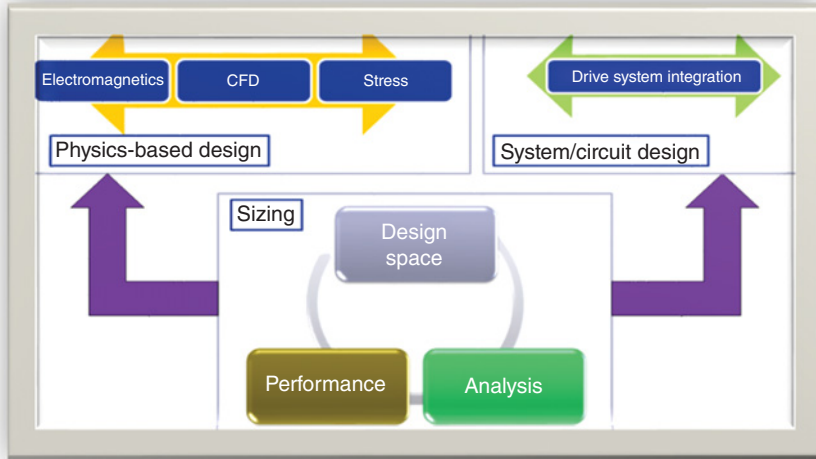 Electromagnetics
CFD
Stress
Drive system integration
Physics-based design
System/circuit design
Sizing
Design
space
Performance
Analysis